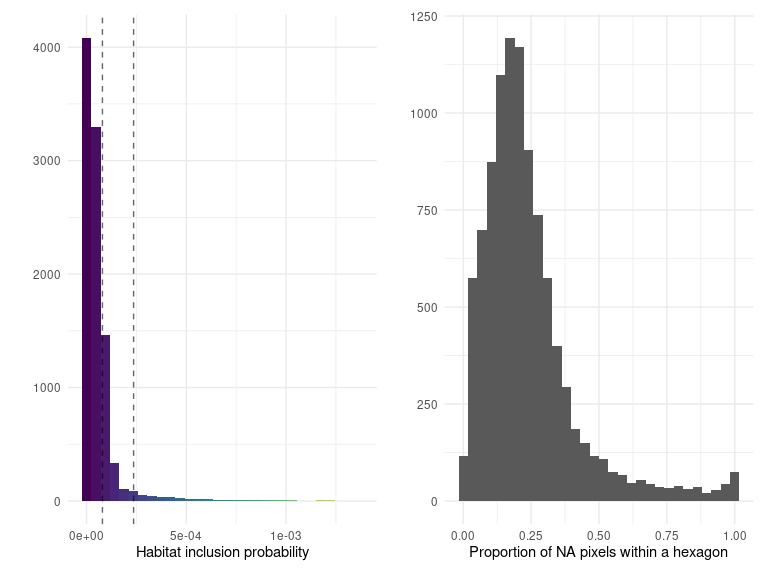 4000
3000
2000
1000
0
0e+00 5e-04 1e-03
Habitat inclusion probability
1250
1000
750
500
250
0
0.00 0.25 0.50 0.75 1.00
Proportion of NA pixels within a hexagon